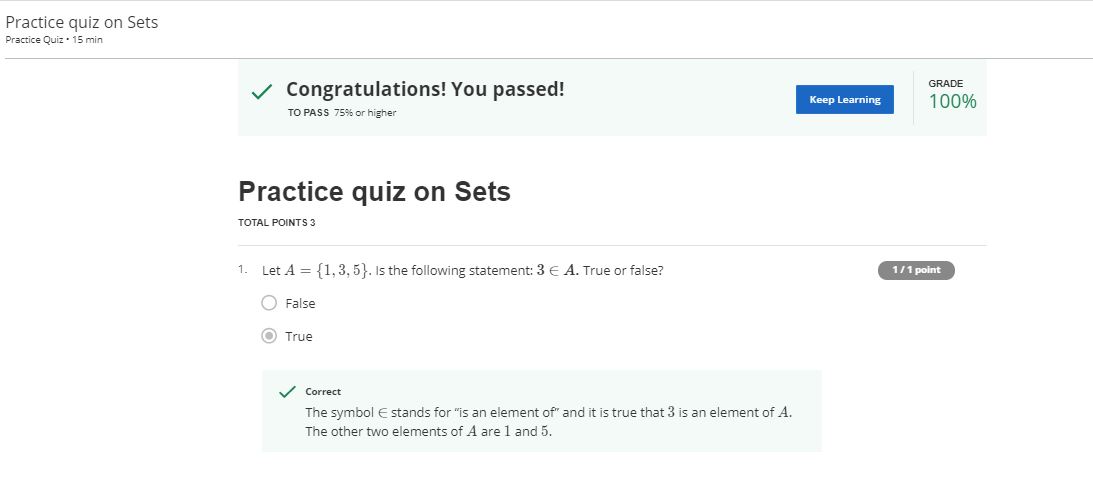 Practice quiz on Sets
Practice Quiz • 15 min
Congratulations! You passed!
TO PASS 75% or higher
Keep Learning
GRADE
100%
Practice quiz on Sets
TOTAL POINTS 3
1. Let A = {1, 3, 5}. Is the following statement: 3 ∈ A. True or false?
1 / 1 point
False
True
Correct
The symbol ∈ stands for “is an element of” and it is true that 3 is an element of A.
The other two elements of A are 1 and 5.